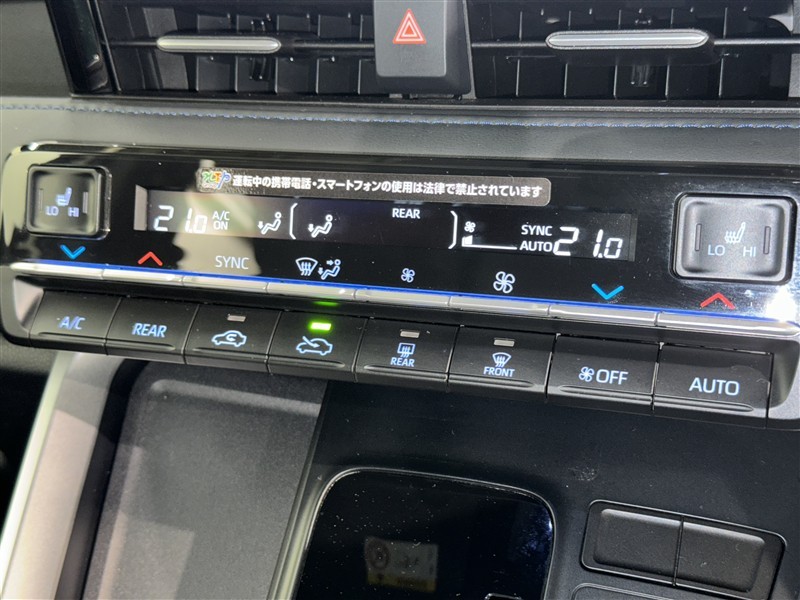 運転中の携帯電話・スマートフォンの使用は法律で禁止されています
LO HI
21.0 A/C ON
REAR
SYNC AUTO 21.0
LO HI
SYNC
A/C
REAR
REAR
FRONT
OFF
AUTO